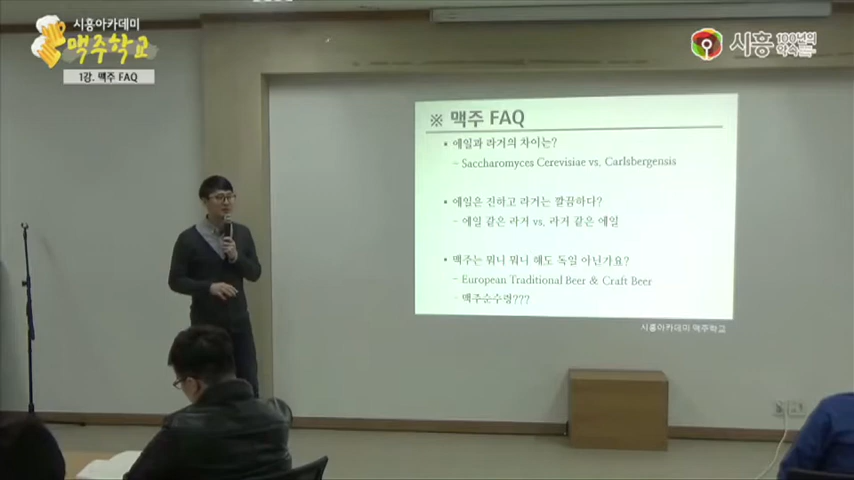 시흥아카데미
맥주학교
1강. 맥주 FAQ
시흥 100년의 약속
※ 맥주 FAQ
• 에일과 라거의 차이는?
- Saccharomyces Cerevisiae vs. Carlsbergensis
• 에일은 진하고 라거는 깔끔하다?
- 에일 같은 라거 vs. 라거 같은 에일
• 맥주는 뭐니 뭐니 해도 독일 아닌가요?
- European Traditional Beer & Craft Beer
- 맥주순수령???
시흥아카데미 맥주학교